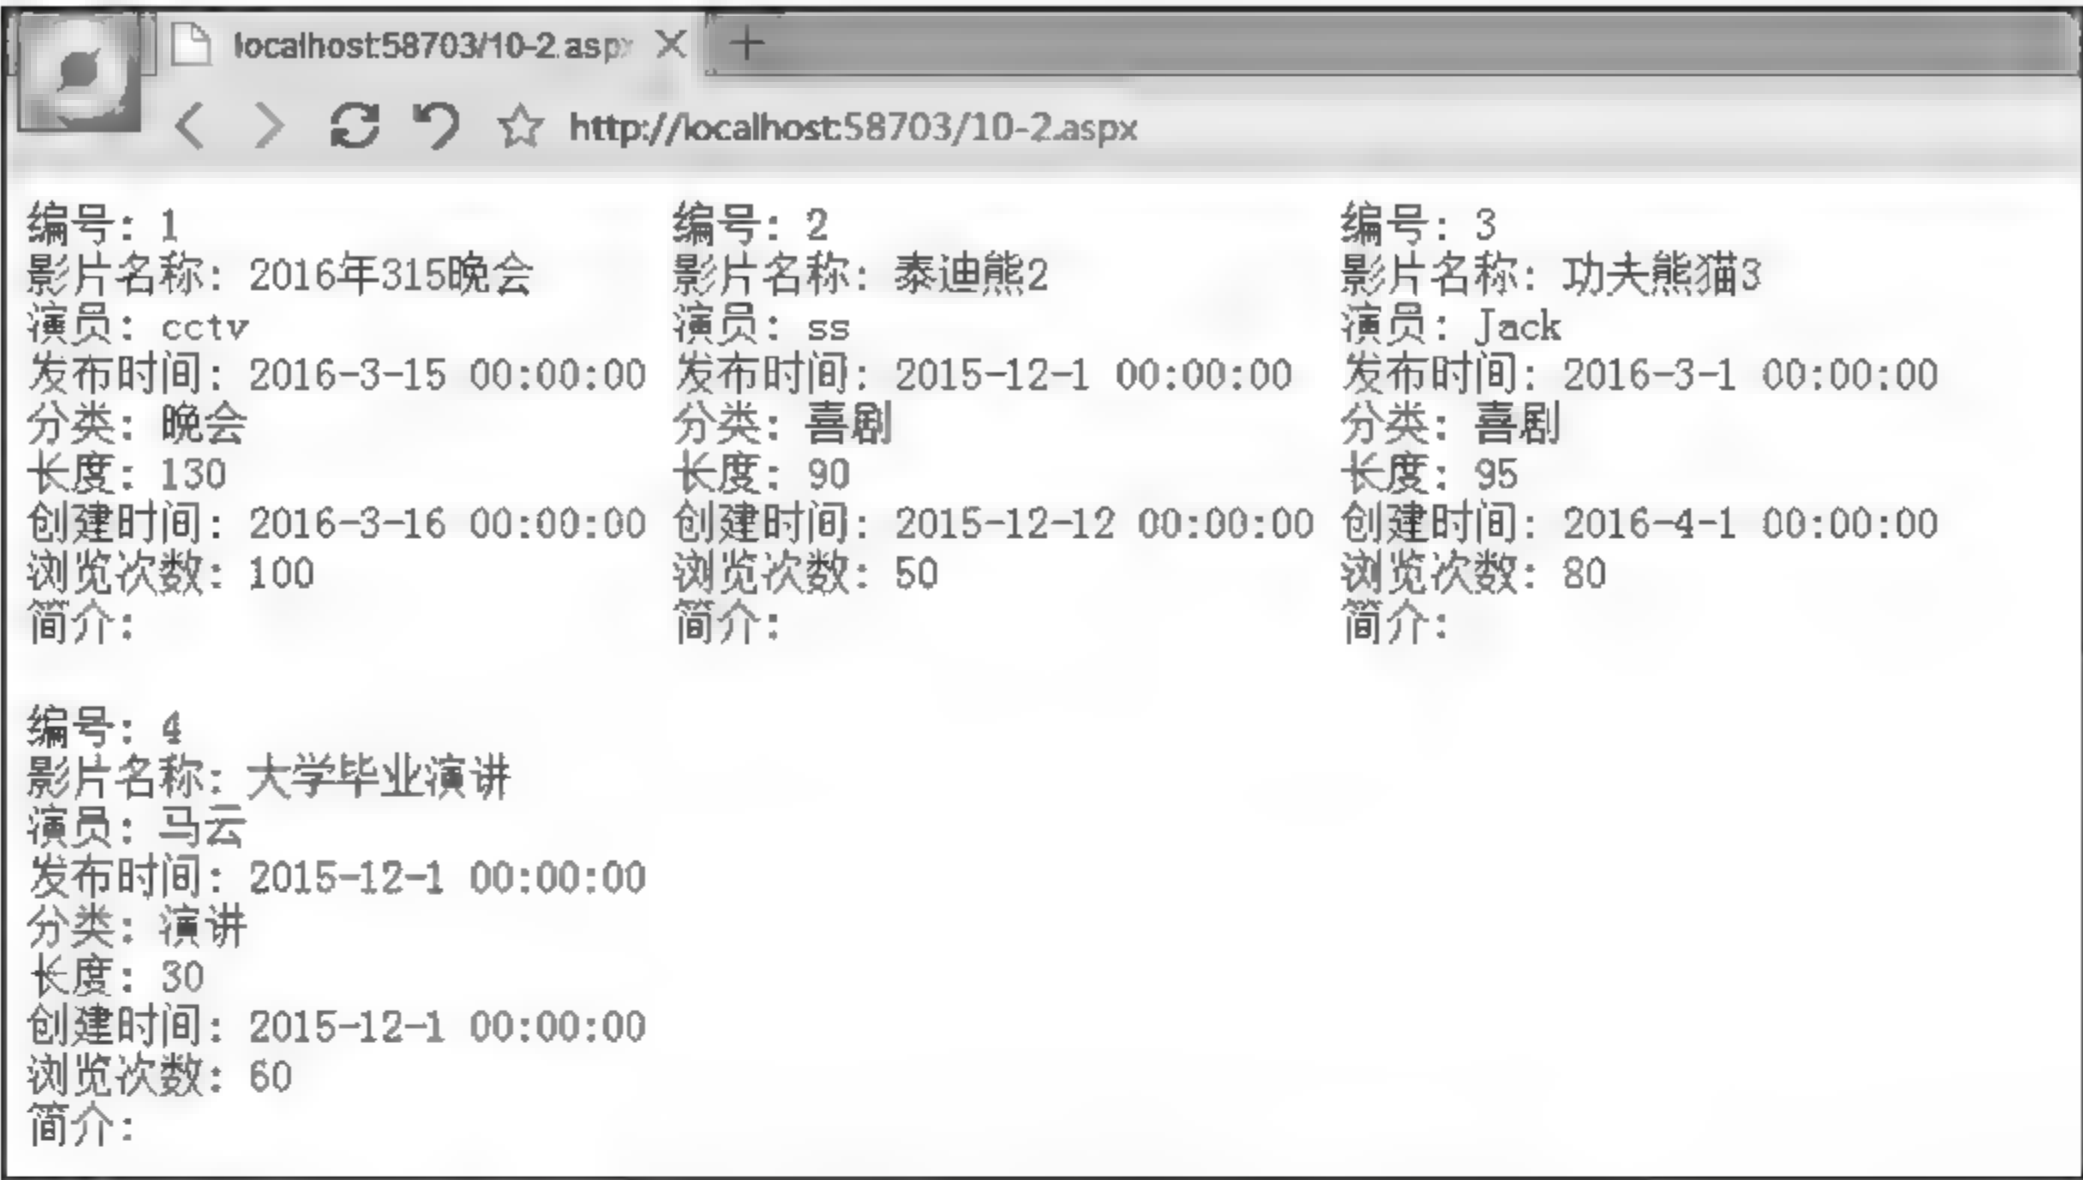 localhost:58703/10-2.asp
http://localhost:58703/10-2.aspx
编号: 1
影片名称: 2016年315晚会
演员: cctv
发布时间: 2016-3-15 00:00:00
分类: 晚会
长度: 130
创建时间: 2016-3-16 00:00:00
浏览次数: 100
简介:
编号: 2
影片名称: 泰迪熊2
演员: ss
发布时间: 2015-12-1 00:00:00
分类: 喜剧
长度: 90
创建时间: 2015-12-12 00:00:00
浏览次数: 50
简介:
编号: 3
影片名称: 功夫熊猫3
演员: Jack
发布时间: 2016-3-1 00:00:00
分类: 喜剧
长度: 95
创建时间: 2016-4-1 00:00:00
浏览次数: 80
简介:
编号: 4
影片名称: 大学毕业演讲
演员: 马云
发布时间: 2015-12-1 00:00:00
分类: 演讲
长度: 30
创建时间: 2015-12-1 00:00:00
浏览次数: 60
简介: